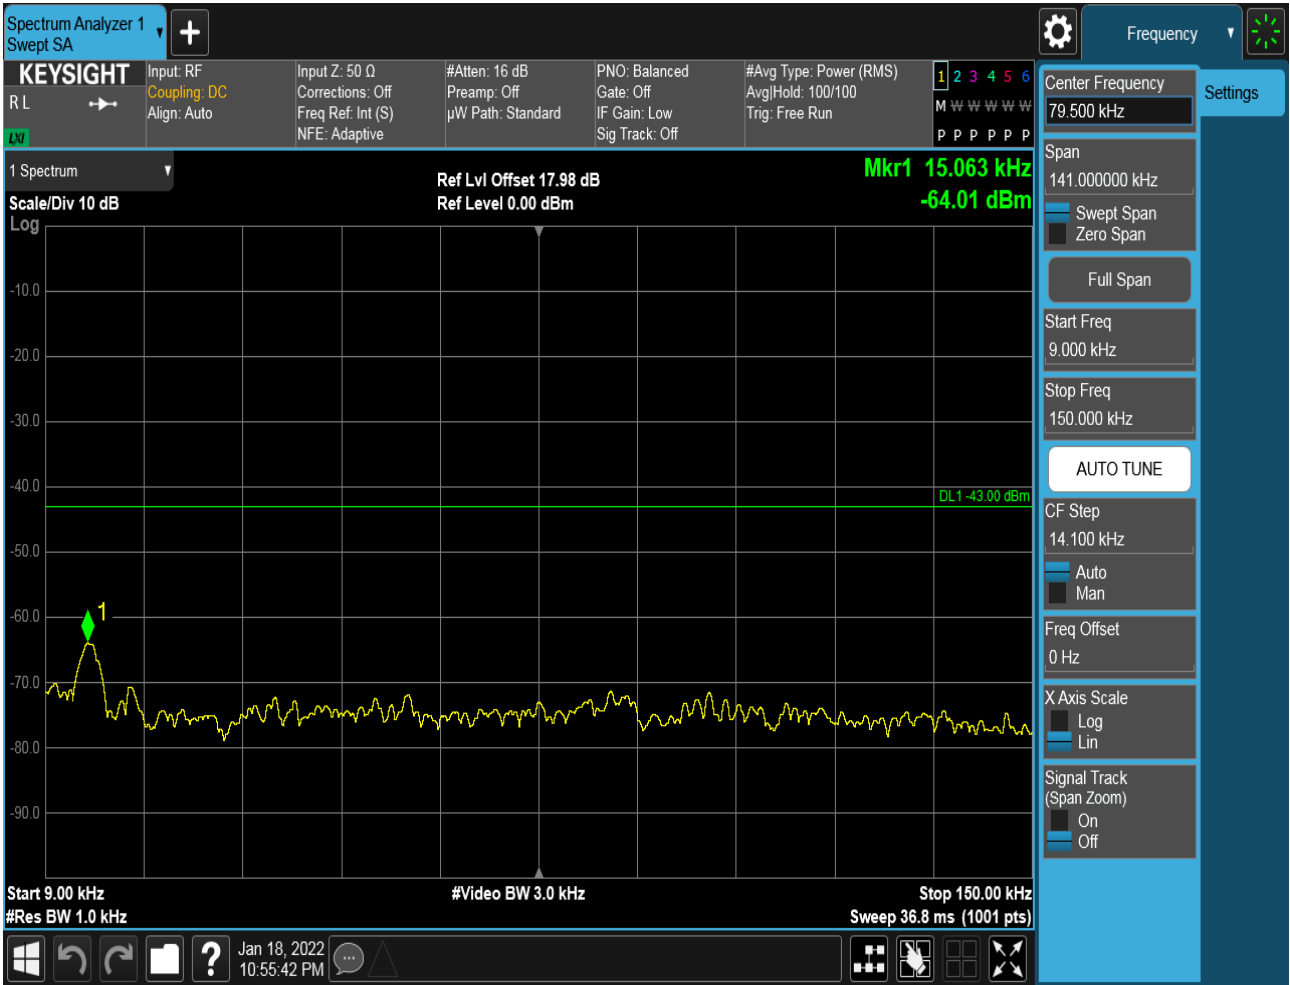 Spectrum Analyzer 1
Swept SA
Frequency
KEYSIGHT
R L
LXI
Input: RF
Coupling: DC
Align: Auto
Input Z: 50 Ω
Corrections: Off
Freq Ref: Int (S)
NFE: Adaptive
#Atten: 16 dB
Preamp: Off
µW Path: Standard
PNO: Balanced
Gate: Off
IF Gain: Low
Sig Track: Off
#Avg Type: Power (RMS)
Avg|Hold: 100/100
Trig: Free Run
1 2 3 4 5 6
M W W W W W
P P P P P P
1 Spectrum
Scale/Div 10 dB
Log
Ref Lvl Offset 17.98 dB
Ref Level 0.00 dBm
Mkr1 15.063 kHz
-64.01 dBm
-10.0
-20.0
-30.0
-40.0
DL1 -43.00 dBm
-50.0
-60.0
1
-70.0
-80.0
-90.0
Start 9.00 kHz
#Video BW 3.0 kHz
Stop 150.00 kHz
#Res BW 1.0 kHz
Sweep 36.8 ms (1001 pts)
Jan 18, 2022
10:55:42 PM
?
Center Frequency
79.500 kHz
Settings
Span
141.000000 kHz
Swept Span
Zero Span
Full Span
Start Freq
9.000 kHz
Stop Freq
150.000 kHz
AUTO TUNE
CF Step
14.100 kHz
Auto
Man
Freq Offset
0 Hz
X Axis Scale
Log
Lin
Signal Track
(Span Zoom)
On
Off